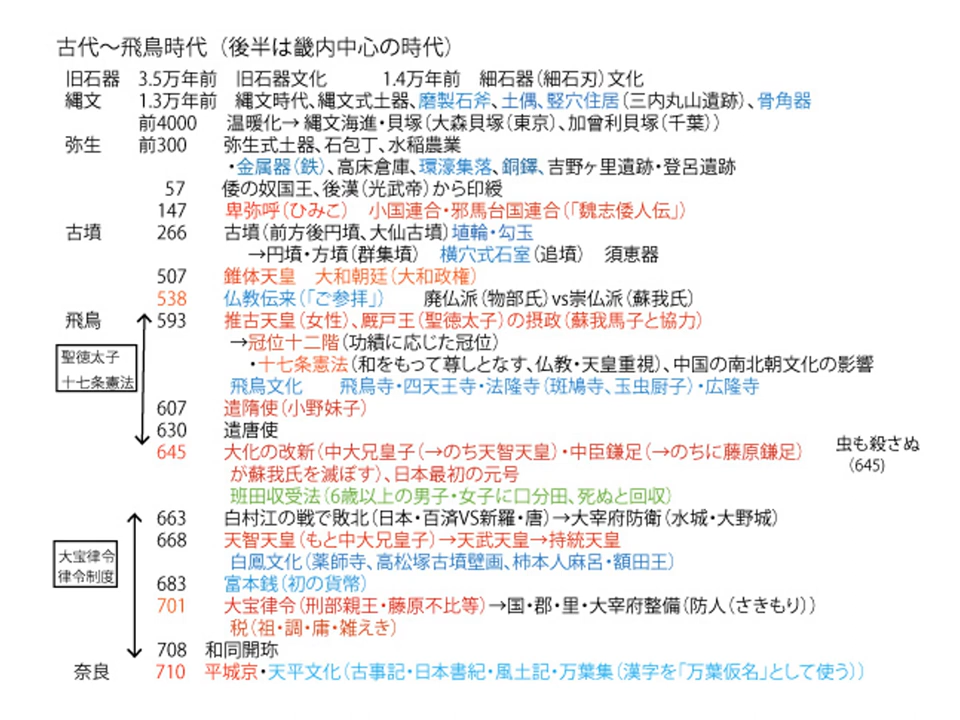 古代～飛鳥時代（後半は畿内中心の時代）
旧石器 3.5万年前 旧石器文化 1.4万年前 細石器（細石刃）文化
縄文 1.3万年前 縄文時代、縄文式土器、磨製石斧、土偶、竪穴住居（三内丸山遺跡）、骨角器
前4000 温暖化→縄文海進・貝塚（大森貝塚（東京）、加曾利貝塚（千葉））
弥生 前300 弥生式土器、石包丁、水稲農業
・金属器（鉄）、高床倉庫、環濠集落、銅鐸、吉野ヶ里遺跡・登呂遺跡
57 倭の奴国王、後漢（光武帝）から印綬
147 卑弥呼（ひみこ） 小国連合・邪馬台国連合（「魏志倭人伝」）
古墳 266 古墳（前方後円墳、大仙古墳）埴輪・勾玉
→円墳・方墳（群集墳） 横穴式石室（追墳） 須恵器
507 錐体天皇 大和朝廷（大和政権）
538 仏教伝来（「ご参拝」） 廃仏派（物部氏）vs崇仏派（蘇我氏）
飛鳥 593 推古天皇（女性）、厩戸王（聖徳太子）の摂政（蘇我馬子と協力）
→冠位十二階（功績に応じた冠位）
聖徳太子
十七条憲法
・十七条憲法（和をもって尊しとなす、仏教・天皇重視）、中国の南北朝文化の影響
飛鳥文化 飛鳥寺・四天王寺・法隆寺（斑鳩寺、玉虫厨子）・広隆寺
607 遣隋使（小野妹子）
630 遣唐使
645 大化の改新（中大兄皇子（→のち天智天皇）・中臣鎌足（→のちに藤原鎌足）
が蘇我氏を滅ぼす）、日本最初の元号
虫も殺さぬ
（645）
班田収受法（6歳以上の男子・女子に口分田、死ぬと回収）
663 白村江の戦で敗北（日本・百済VS新羅・唐）→大宰府防衛（水城・大野城）
668 天智天皇（もと中大兄皇子）→天武天皇→持統天皇
大宝律令
律令制度
白鳳文化（薬師寺、高松塚古墳壁画、柿本人麻呂・額田王）
683 富本銭（初の貨幣）
701 大宝律令（刑部親王・藤原不比等）→国・郡・里・大宰府整備（防人（さきもり））
税（祖・調・庸・雑えき）
708 和同開珎
奈良 710 平城京・天平文化（古事記・日本書紀・風土記・万葉集（漢字を「万葉仮名」として使う））